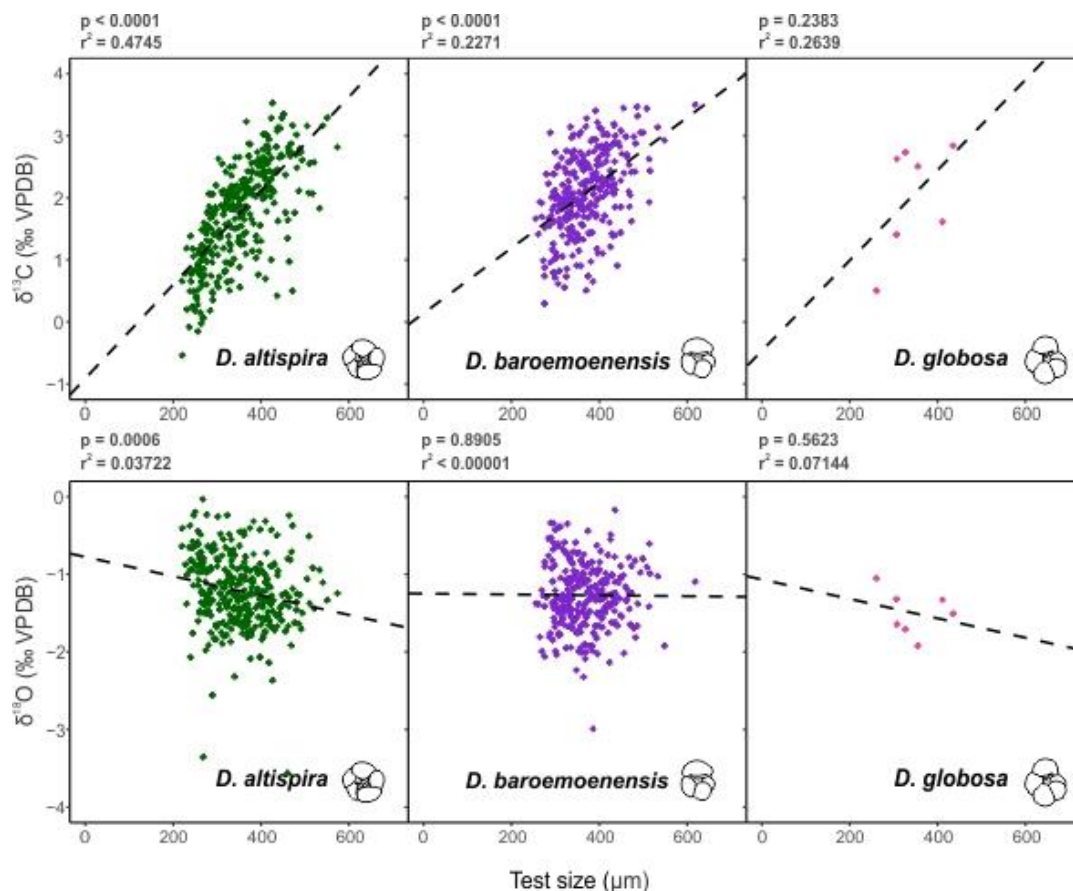 p < 0.0001
r² = 0.4745
p < 0.0001
r² = 0.2271
p = 0.2383
r² = 0.2639
δ¹³C (‰ VPDB)
4
3
2
1
0
−1
D. altispira
D. baroemoenensis
D. globosa
0 200 400 600
0 200 400 600
0 200 400 600
p = 0.0006
r² = 0.03722
p = 0.8905
r² < 0.00001
p = 0.5623
r² = 0.07144
δ¹⁸O (‰ VPDB)
0
−1
−2
−3
−4
D. altispira
D. baroemoenensis
D. globosa
0 200 400 600
0 200 400 600
0 200 400 600
Test size (μm)